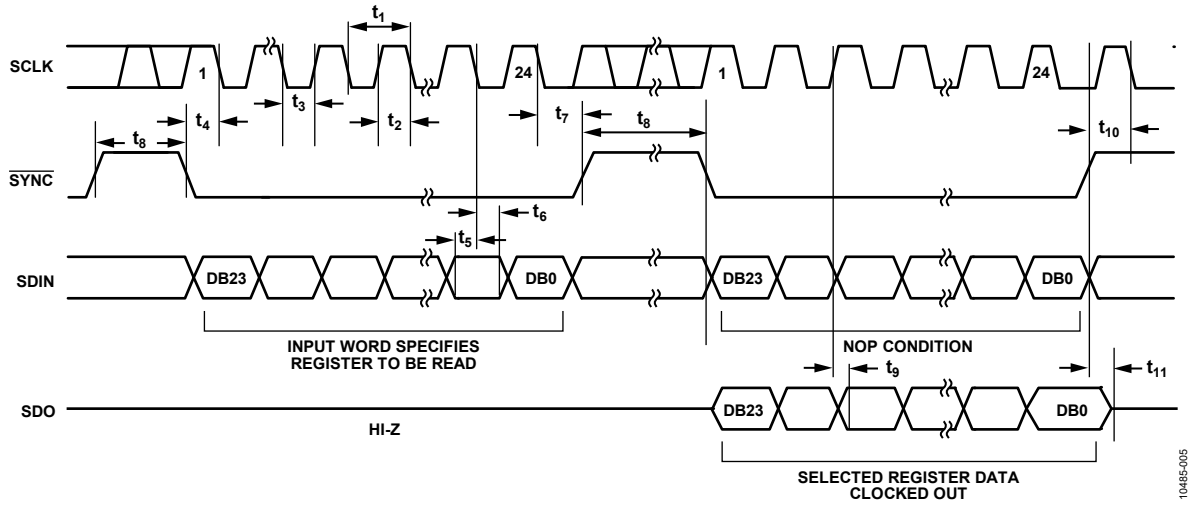 t1
SCLK
1
24
1
24
t4
t3
t2
t7
t8
t10
t8
SYNC
t6
t5
SDIN
DB23
DB0
DB23
DB0
INPUT WORD SPECIFIES
REGISTER TO BE READ
NOP CONDITION
t9
t11
SDO
DB23
DB0
HI-Z
SELECTED REGISTER DATA
CLOCKED OUT
10485-005